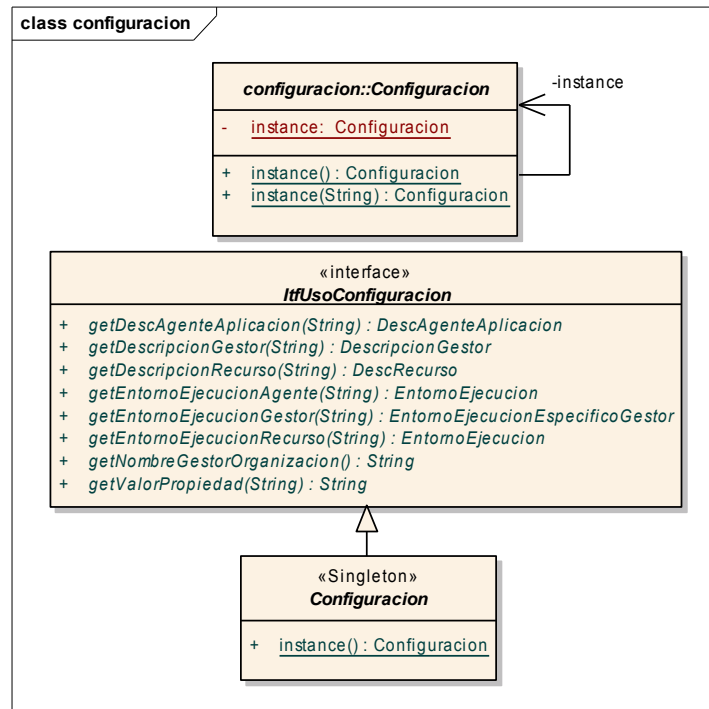 class configuracion
configuracion::Configuracion
-instance
- instance: Configuracion
+ instance() : Configuracion
+ instance(String) : Configuracion
«interface»
ItfUsoConfiguracion
+ getDescAgenteAplicacion(String) : DescAgenteAplicacion
+ getDescripcionGestor(String) : DescripcionGestor
+ getDescripcionRecurso(String) : DescRecurso
+ getEntornoEjecucionAgente(String) : EntornoEjecucion
+ getEntornoEjecucionGestor(String) : EntornoEjecucionEspecificoGestor
+ getEntornoEjecucionRecurso(String) : EntornoEjecucion
+ getNombreGestorOrganizacion() : String
+ getValorPropiedad(String) : String
«Singleton»
Configuracion
+ instance() : Configuracion